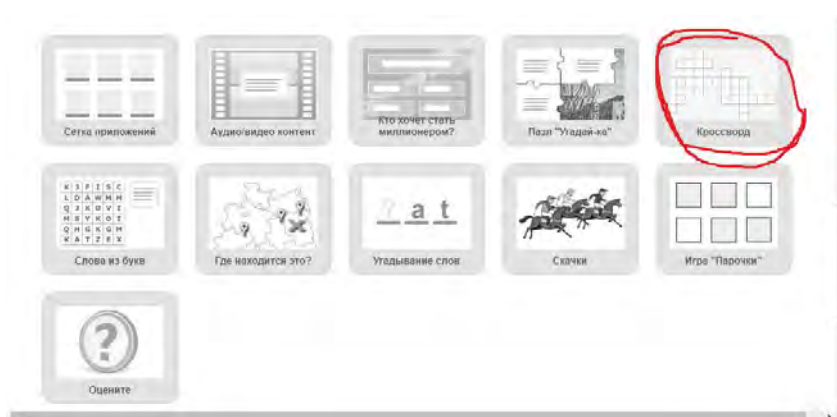 Сетка приложений
Аудио/видео контент
Кто хочет стать
миллионером?
Пазл "Угадай-ка"
Кроссворд
K
L D A W M H
Q J K O V I
M S Y K O T
Q H G K G M
K A T Z E X
Слова из букв
Где находится это?
? a t
Угадывание слов
Скачки
Игра "Парочки"
?
Оцените